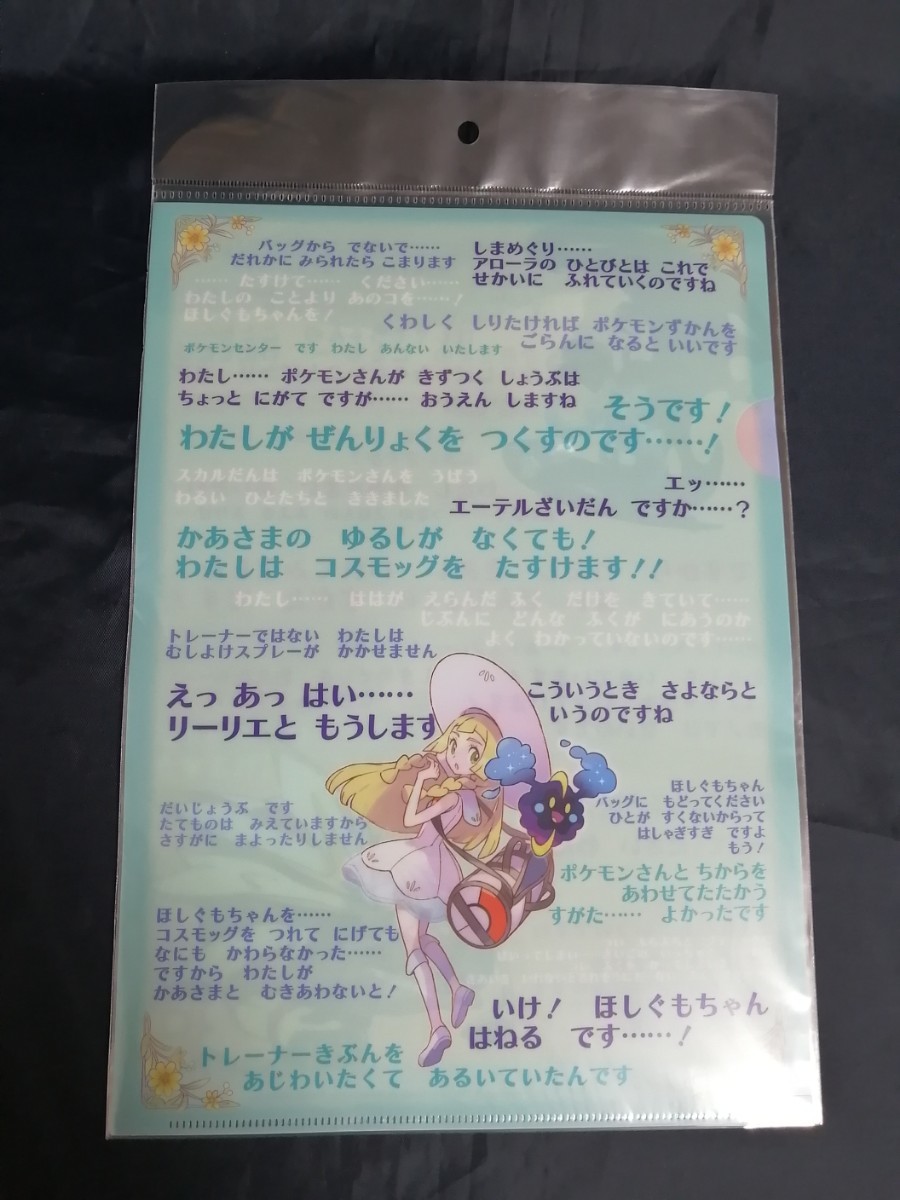 バッグから でないで……
だれかに みられたら こまります
しまめぐり……
アローラの ひとびとは これで
せかいに ふれていくのですね
…… たすけて…… ください……
わたしの ことより あのコを……!
ほしぐもちゃんを!
くわしく しりたければ ポケモンずかんを
ごらんに なると いいです
ポケモンセンター です わたし あんない いたします
わたし…… ポケモンさんが きずつく しょうぶは
ちょっと にがて ですが…… おうえん しますね
そうです!
わたしが ぜんりょくを つくすのです……!
スカルだんは ポケモンさんを うばう
わるい ひとたちと ききました
エッ……
エーテルざいだん ですか……?
かあさまの ゆるしが なくても!
わたしは コスモッグを たすけます!!
わたし…… ははが えらんだ ふく だけを きていて……
じぶんに どんな ふくが にあうのか
よく わかっていないのです……
トレーナーではない わたしは
むしよけスプレーが かかせません
えっ あっ はい……
リーリエと もうします
こういうとき さよならと
いうのですね
だいじょうぶ です
たてものは みえていますから
さすがに まよったりしません
ほしぐもちゃん
バッグに もどってください
ひとが すくないからって
はしゃぎすぎ ですよ
もう!
ポケモンさんと ちからを
あわせてたたかう
すがた…… よかったです
ほしぐもちゃんを……
コスモッグを つれて にげても
なにも かわらなかった……
ですから わたしが
かあさまと むきあわないと!
いけ! ほしぐもちゃん
はねる です……!
トレーナーきぶんを
あじわいたくて あるいていたんです